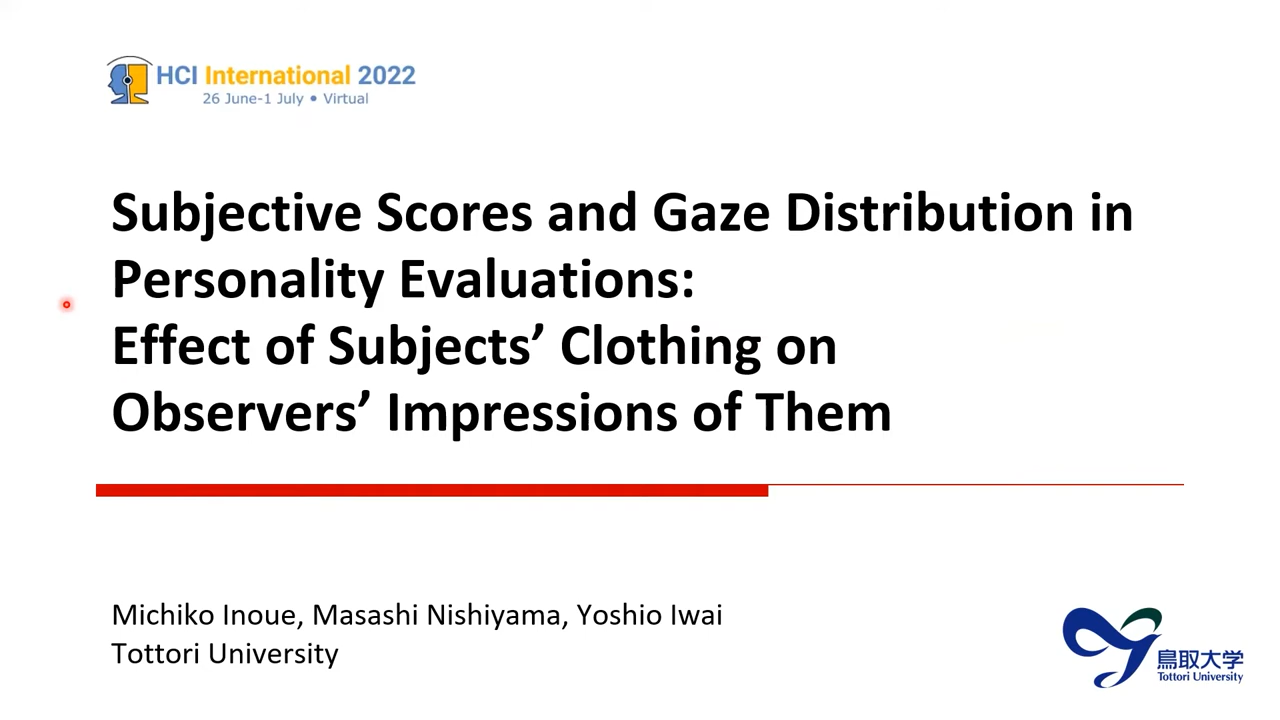 HCI International 2022
26 June-1 July • Virtual
Subjective Scores and Gaze Distribution in
Personality Evaluations:
Effect of Subjects’ Clothing on
Observers’ Impressions of Them
Michiko Inoue, Masashi Nishiyama, Yoshio Iwai
Tottori University
鳥取大学
Tottori University